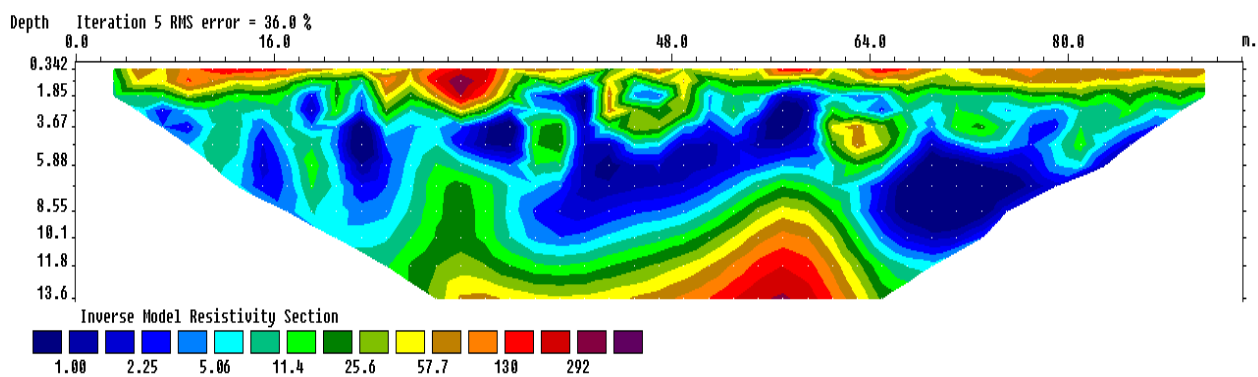 Depth Iteration 5 RMS error = 36.0 %
0.0 16.0 48.0 64.0 80.0 m.
0.342
1.85
3.67
5.88
8.55
10.1
11.8
13.6
Inverse Model Resistivity Section
1.00 2.25 5.06 11.4 25.6 57.7 130 292